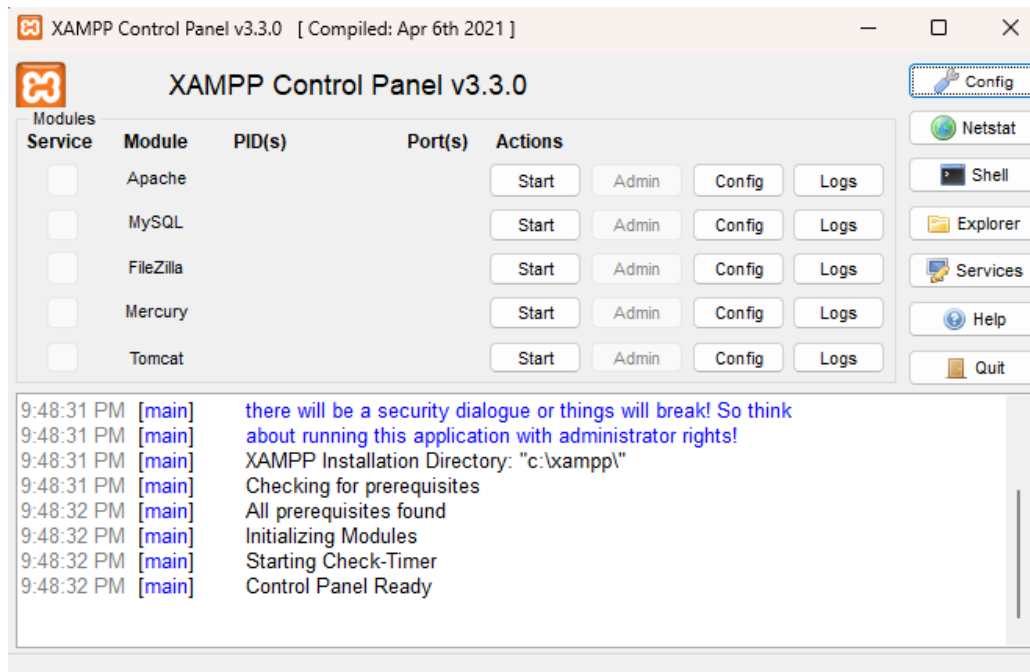 XAMPP Control Panel v3.3.0 [ Compiled: Apr 6th 2021 ]
XAMPP Control Panel v3.3.0
Config
Netstat
Shell
Explorer
Services
Help
Quit
Modules
Service Module PID(s) Port(s) Actions
Apache Start Admin Config Logs
MySQL Start Admin Config Logs
FileZilla Start Admin Config Logs
Mercury Start Admin Config Logs
Tomcat Start Admin Config Logs
9:48:31 PM [main] there will be a security dialogue or things will break! So think
9:48:31 PM [main] about running this application with administrator rights!
9:48:31 PM [main] XAMPP Installation Directory: "c:\xampp\"
9:48:31 PM [main] Checking for prerequisites
9:48:32 PM [main] All prerequisites found
9:48:32 PM [main] Initializing Modules
9:48:32 PM [main] Starting Check-Timer
9:48:32 PM [main] Control Panel Ready